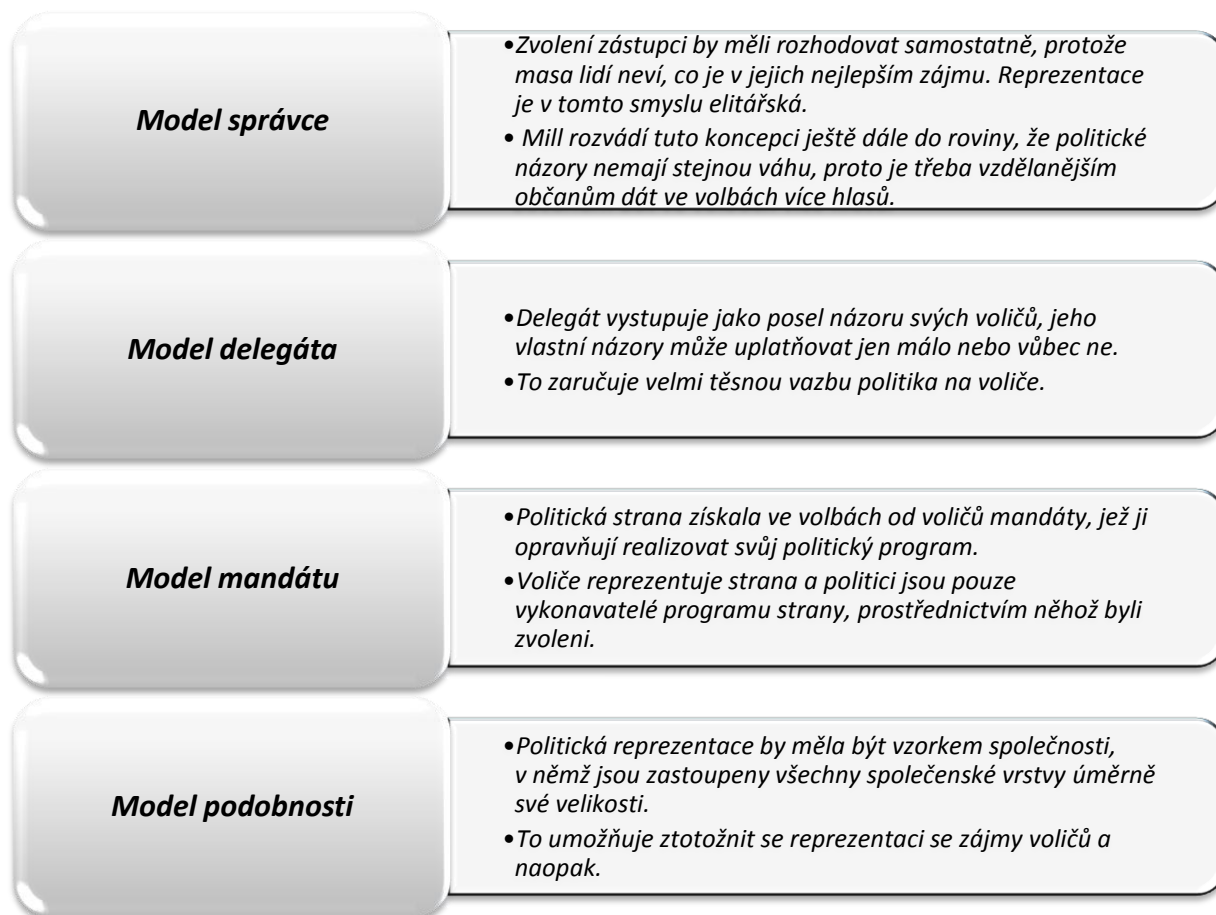 Model správce
•Zvolení zástupci by měli rozhodovat samostatně, protože
masa lidí neví, co je v jejich nejlepším zájmu. Reprezentace
je v tomto smyslu elitářská.
• Mill rozvádí tuto koncepci ještě dále do roviny, že politické
názory nemají stejnou váhu, proto je třeba vzdělanějším
občanům dát ve volbách více hlasů.
Model delegáta
•Delegát vystupuje jako posel názoru svých voličů, jeho
vlastní názory může uplatňovat jen málo nebo vůbec ne.
•To zaručuje velmi těsnou vazbu politika na voliče.
Model mandátu
•Politická strana získala ve volbách od voličů mandáty, jež ji
opravňují realizovat svůj politický program.
•Voliče reprezentuje strana a politici jsou pouze
vykonavatelé programu strany, prostřednictvím něhož byli
zvoleni.
Model podobnosti
•Politická reprezentace by měla být vzorkem společnosti,
v němž jsou zastoupeny všechny společenské vrstvy úměrně
své velikosti.
•To umožňuje ztotožnit se reprezentaci se zájmy voličů a
naopak.